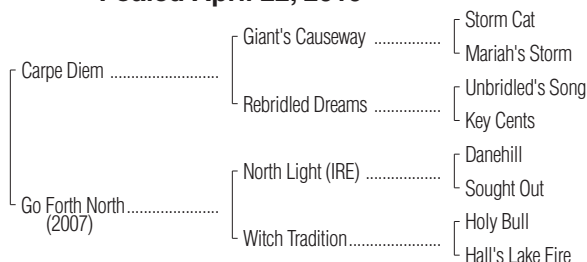 Foaled April 22,
Storm Cat
Giant's Causeway ................
Mariah's Storm
Carpe Diem ..........................
Unbridled's Song
Rebridled Dreams ................
Key Cents
Danehill
North Light (IRE) ..................
Sought Out
Go Forth North......................
(2007)
Holy Bull
Witch Tradition......................
Hall's Lake Fire